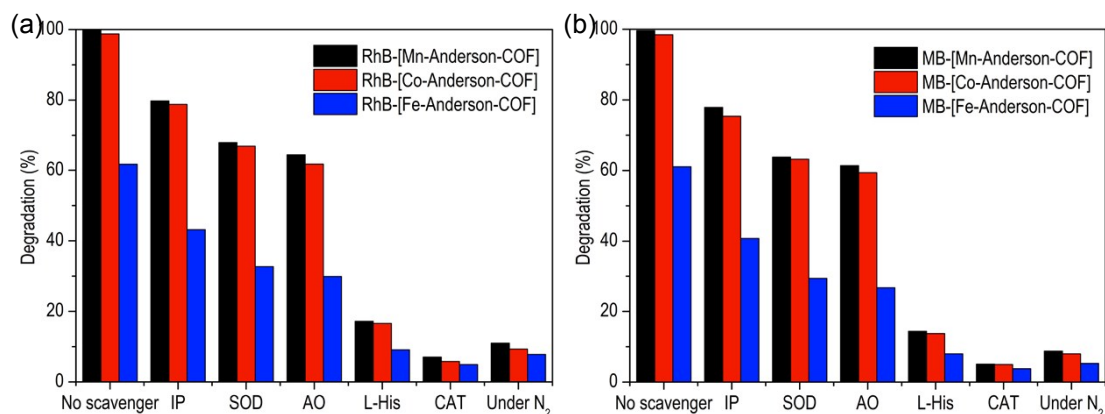 (a)
RhB-[Mn-Anderson-COF]
RhB-[Co-Anderson-COF]
RhB-[Fe-Anderson-COF]
Degradation (%)
100
80
60
40
20
0
No scavenger IP SOD AO L-His CAT Under N₂
(b)
MB-[Mn-Anderson-COF]
MB-[Co-Anderson-COF]
MB-[Fe-Anderson-COF]
Degradation (%)
100
80
60
40
20
0
No scavenger IP SOD AO L-His CAT Under N₂